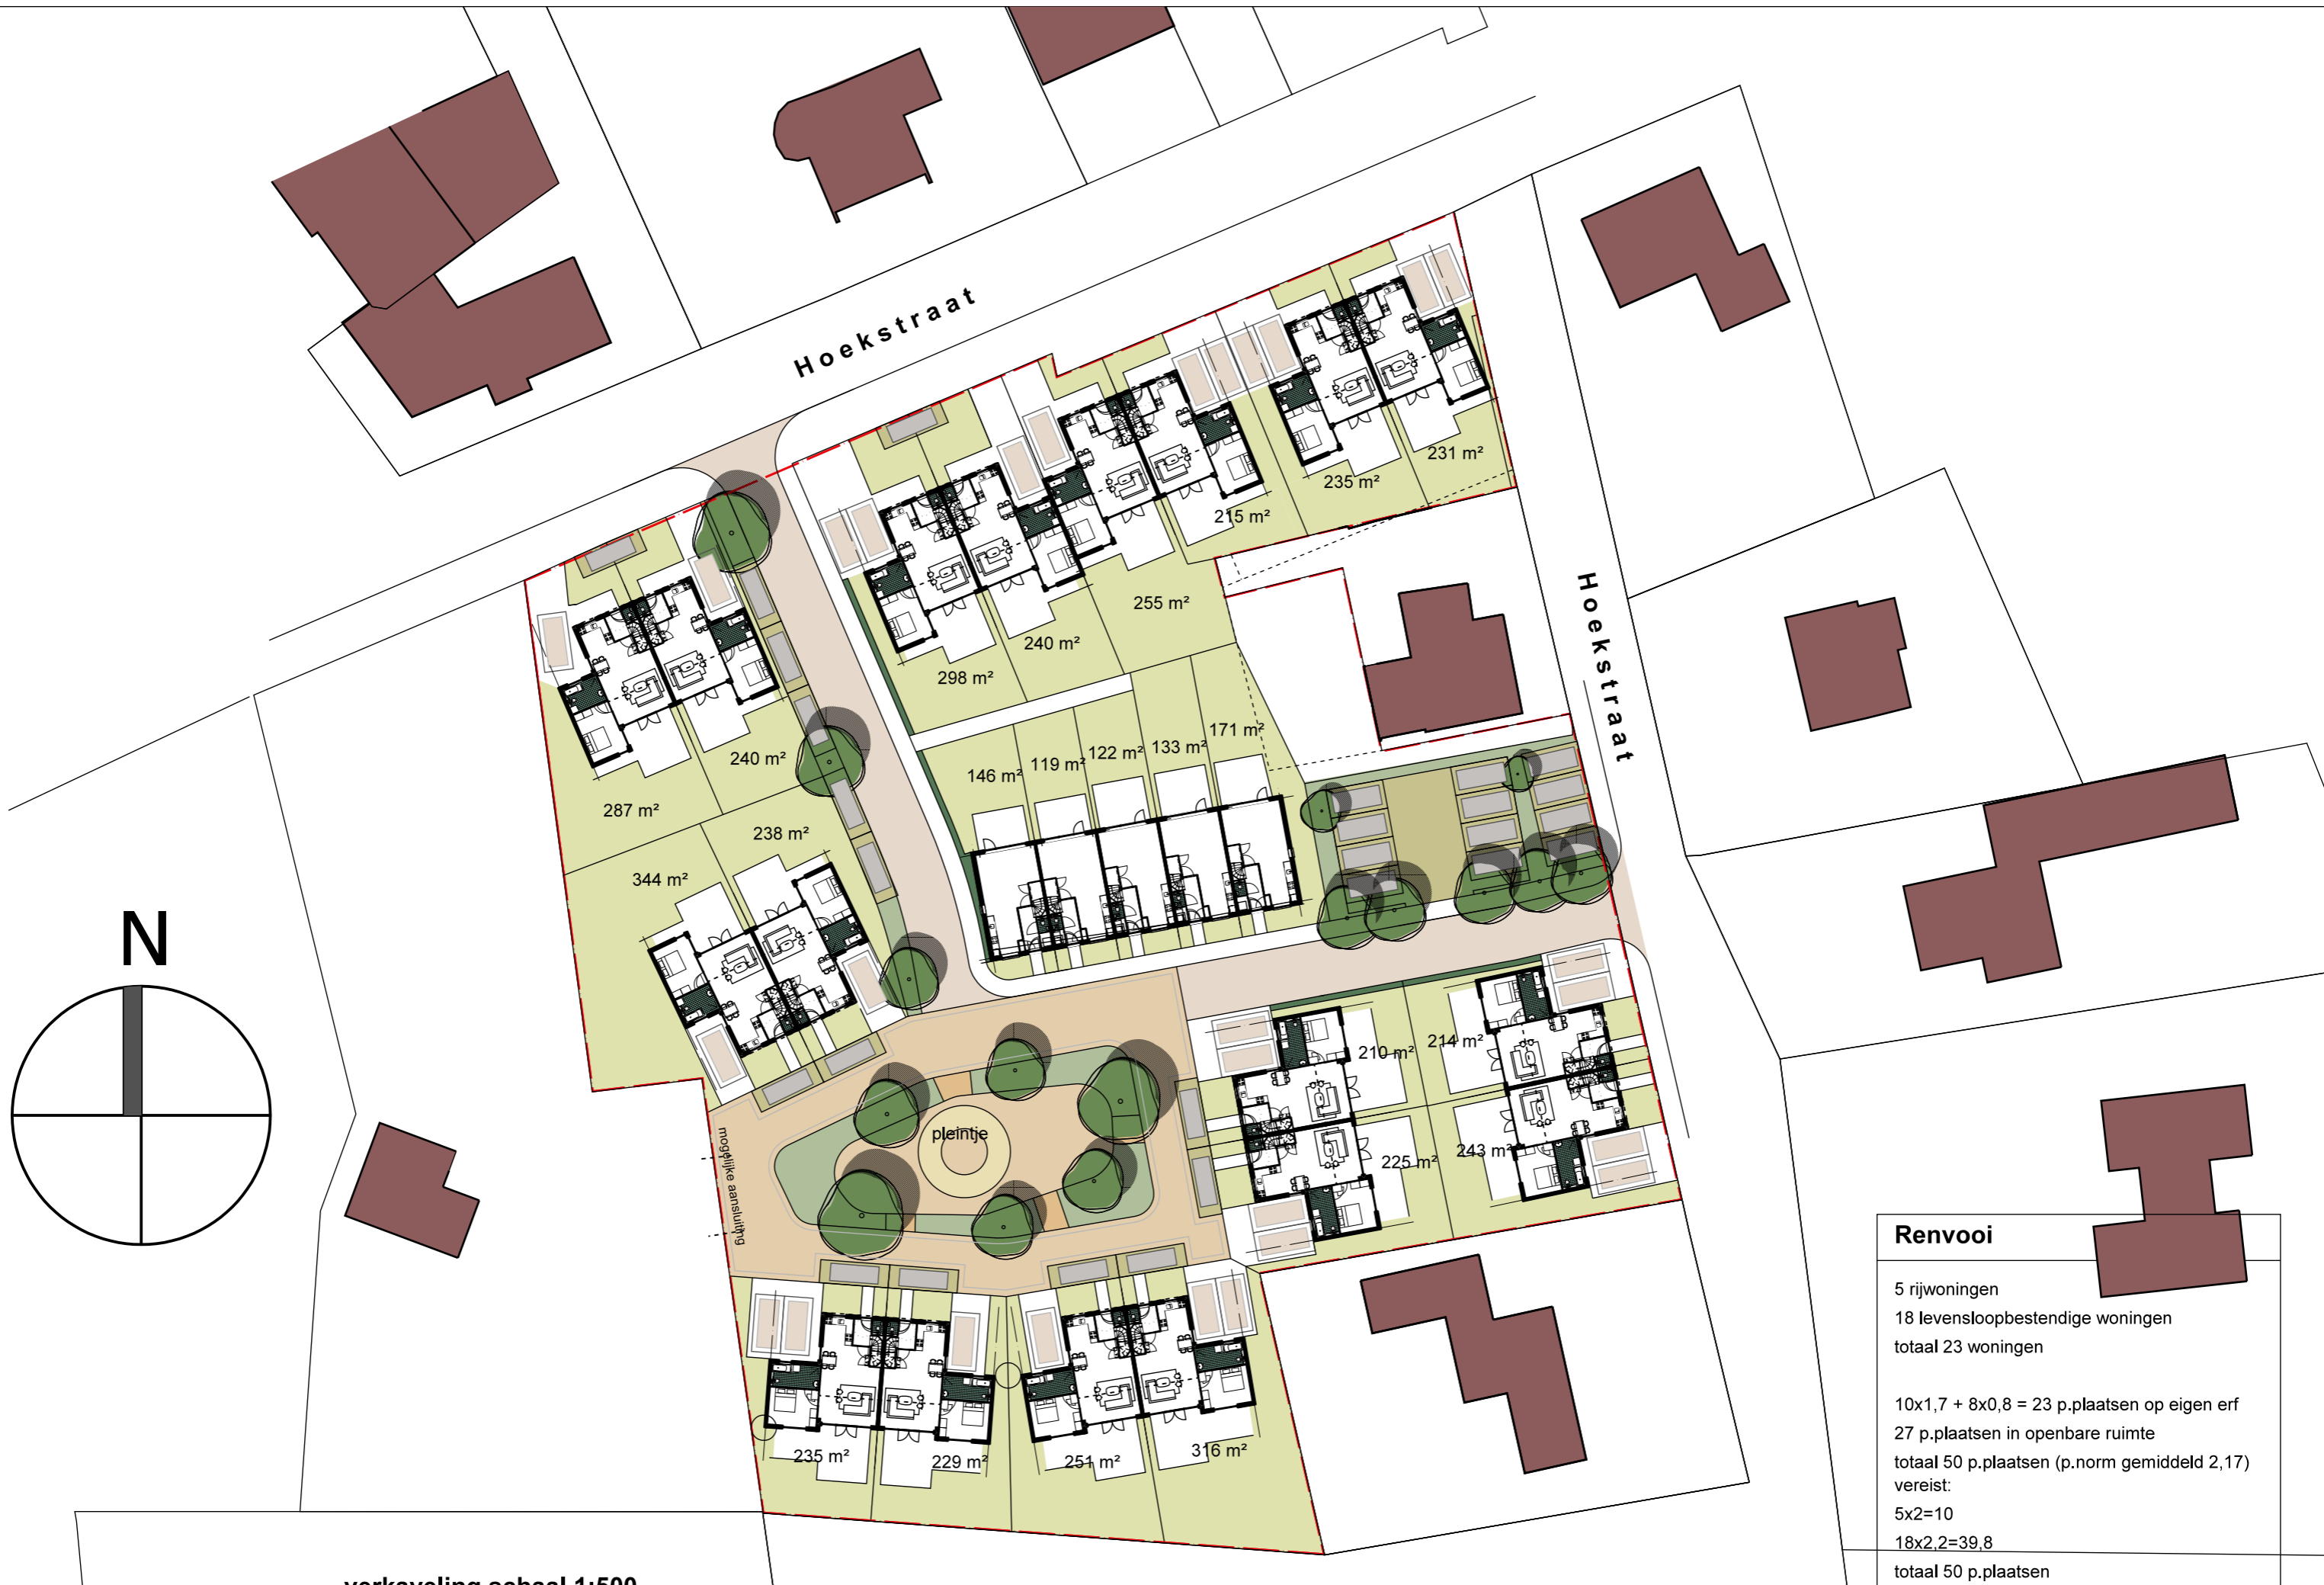 Hoekstraat
231 m²
235 m²
215 m²
255 m²
240 m²
298 m²
Hoekstraat
240 m²
287 m²
146 m²
119 m²
122 m²
133 m²
171 m²
238 m²
344 m²
N
210 m²
214 m²
225 m²
243 m²
pleintje
mogelijke aansluiting
235 m²
229 m²
251 m²
316 m²
Renvooi
5 rijwoningen
18 levensloopbestendige woningen
totaal 23 woningen
10x1,7 + 8x0,8 = 23 p.plaatsen op eigen erf
27 p.plaatsen in openbare ruimte
totaal 50 p.plaatsen (p.norm gemiddeld 2,17)
vereist:
5x2=10
18x2,2=39,8
totaal 50 p.plaatsen
verkaveling schaal 1:500